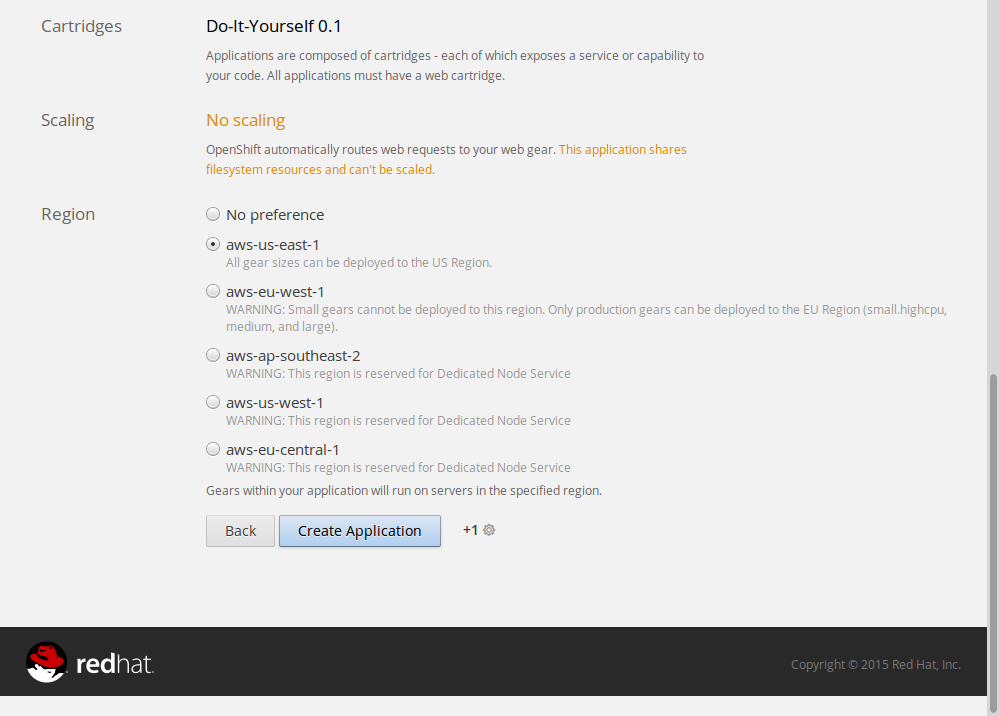 Cartridges
Do-It-Yourself 0.1
Applications are composed of cartridges - each of which exposes a service or capability to
your code. All applications must have a web cartridge.
Scaling
No scaling
OpenShift automatically routes web requests to your web gear. This application shares
filesystem resources and can't be scaled.
Region
No preference
aws-us-east-1
All gear sizes can be deployed to the US Region.
aws-eu-west-1
WARNING: Small gears cannot be deployed to this region. Only production gears can be deployed to the EU Region (small.highcpu,
medium, and large).
aws-ap-southeast-2
WARNING: This region is reserved for Dedicated Node Service
aws-us-west-1
WARNING: This region is reserved for Dedicated Node Service
aws-eu-central-1
WARNING: This region is reserved for Dedicated Node Service
Gears within your application will run on servers in the specified region.
Back
Create Application
+1
redhat.
Copyright © 2015 Red Hat, Inc.